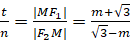 t/n = |MF₁|/|F₂M| = (m+√3)/(√3−m)